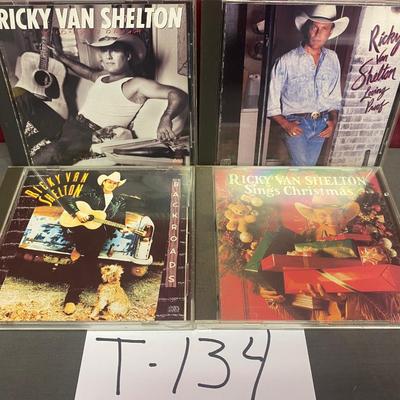 RICKY VAN SHELTON
Ricky
Van
Shelton
Loving
Proof
RICKY VAN
SHELTON
BACKROADS
RICKY VAN SHELTON
Sings Christmas
T-134